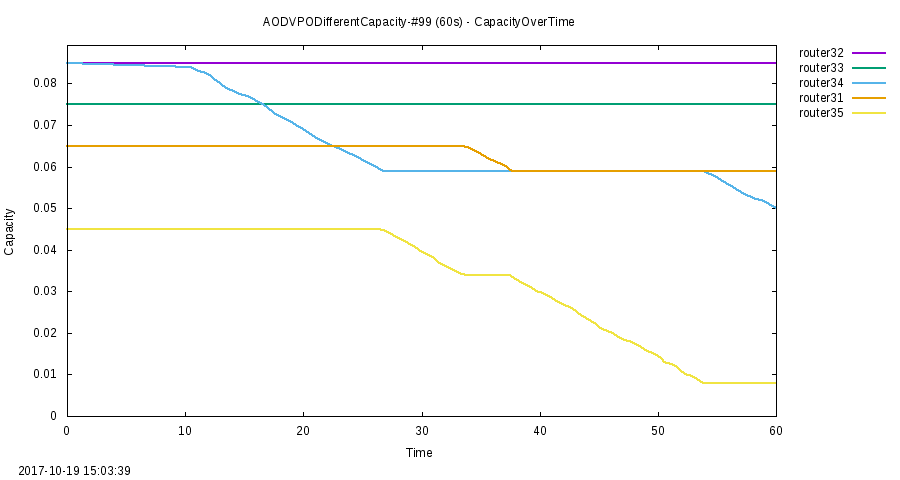 AODVPODifferentCapacity-#99 (60s) - CapacityOverTime
router32
router33
router34
router31
router35
0.08
0.07
0.06
0.05
0.04
0.03
0.02
0.01
0
Capacity
0 10 20 30 40 50 60
Time
2017-10-19 15:03:39